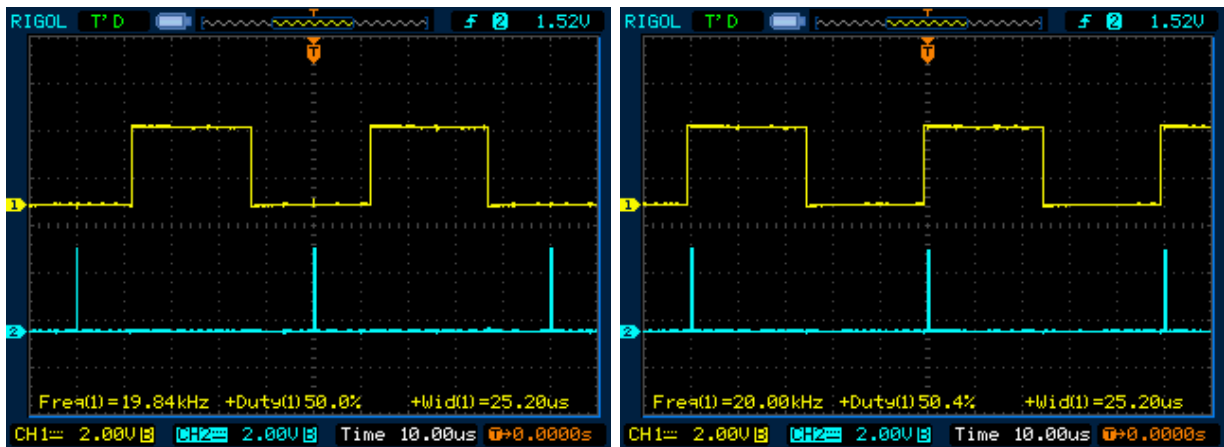 RIGOL T'D T f 2 1.52V
T
1
2
Freq(1)=19.84kHz +Duty(1)50.0% +Wid(1)=25.20us
CH1 2.00V B CH2 2.00V B Time 10.00us T→0.0000s
RIGOL T'D T f 2 1.52V
T
1
2
Freq(1)=20.00kHz +Duty(1)50.4% +Wid(1)=25.20us
CH1 2.00V B CH2 2.00V B Time 10.00us T→0.0000s